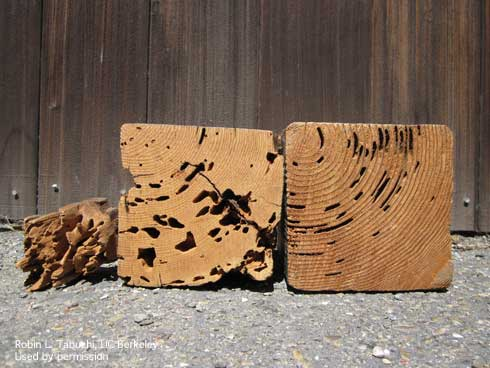 Robin L. Tabuchi, UC Berkeley
Used by permission